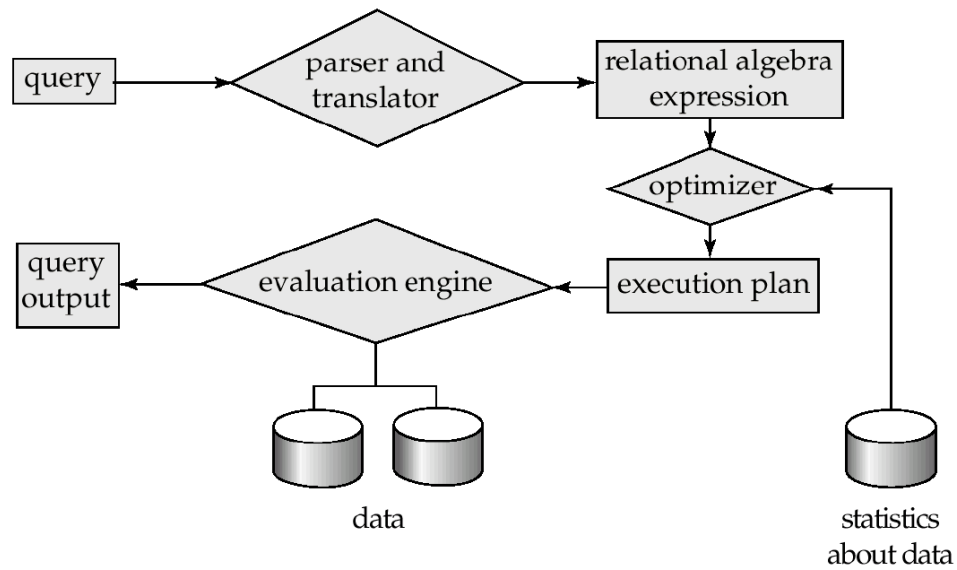 query
parser and
translator
relational algebra
expression
optimizer
query
output
evaluation engine
execution plan
data
statistics
about data